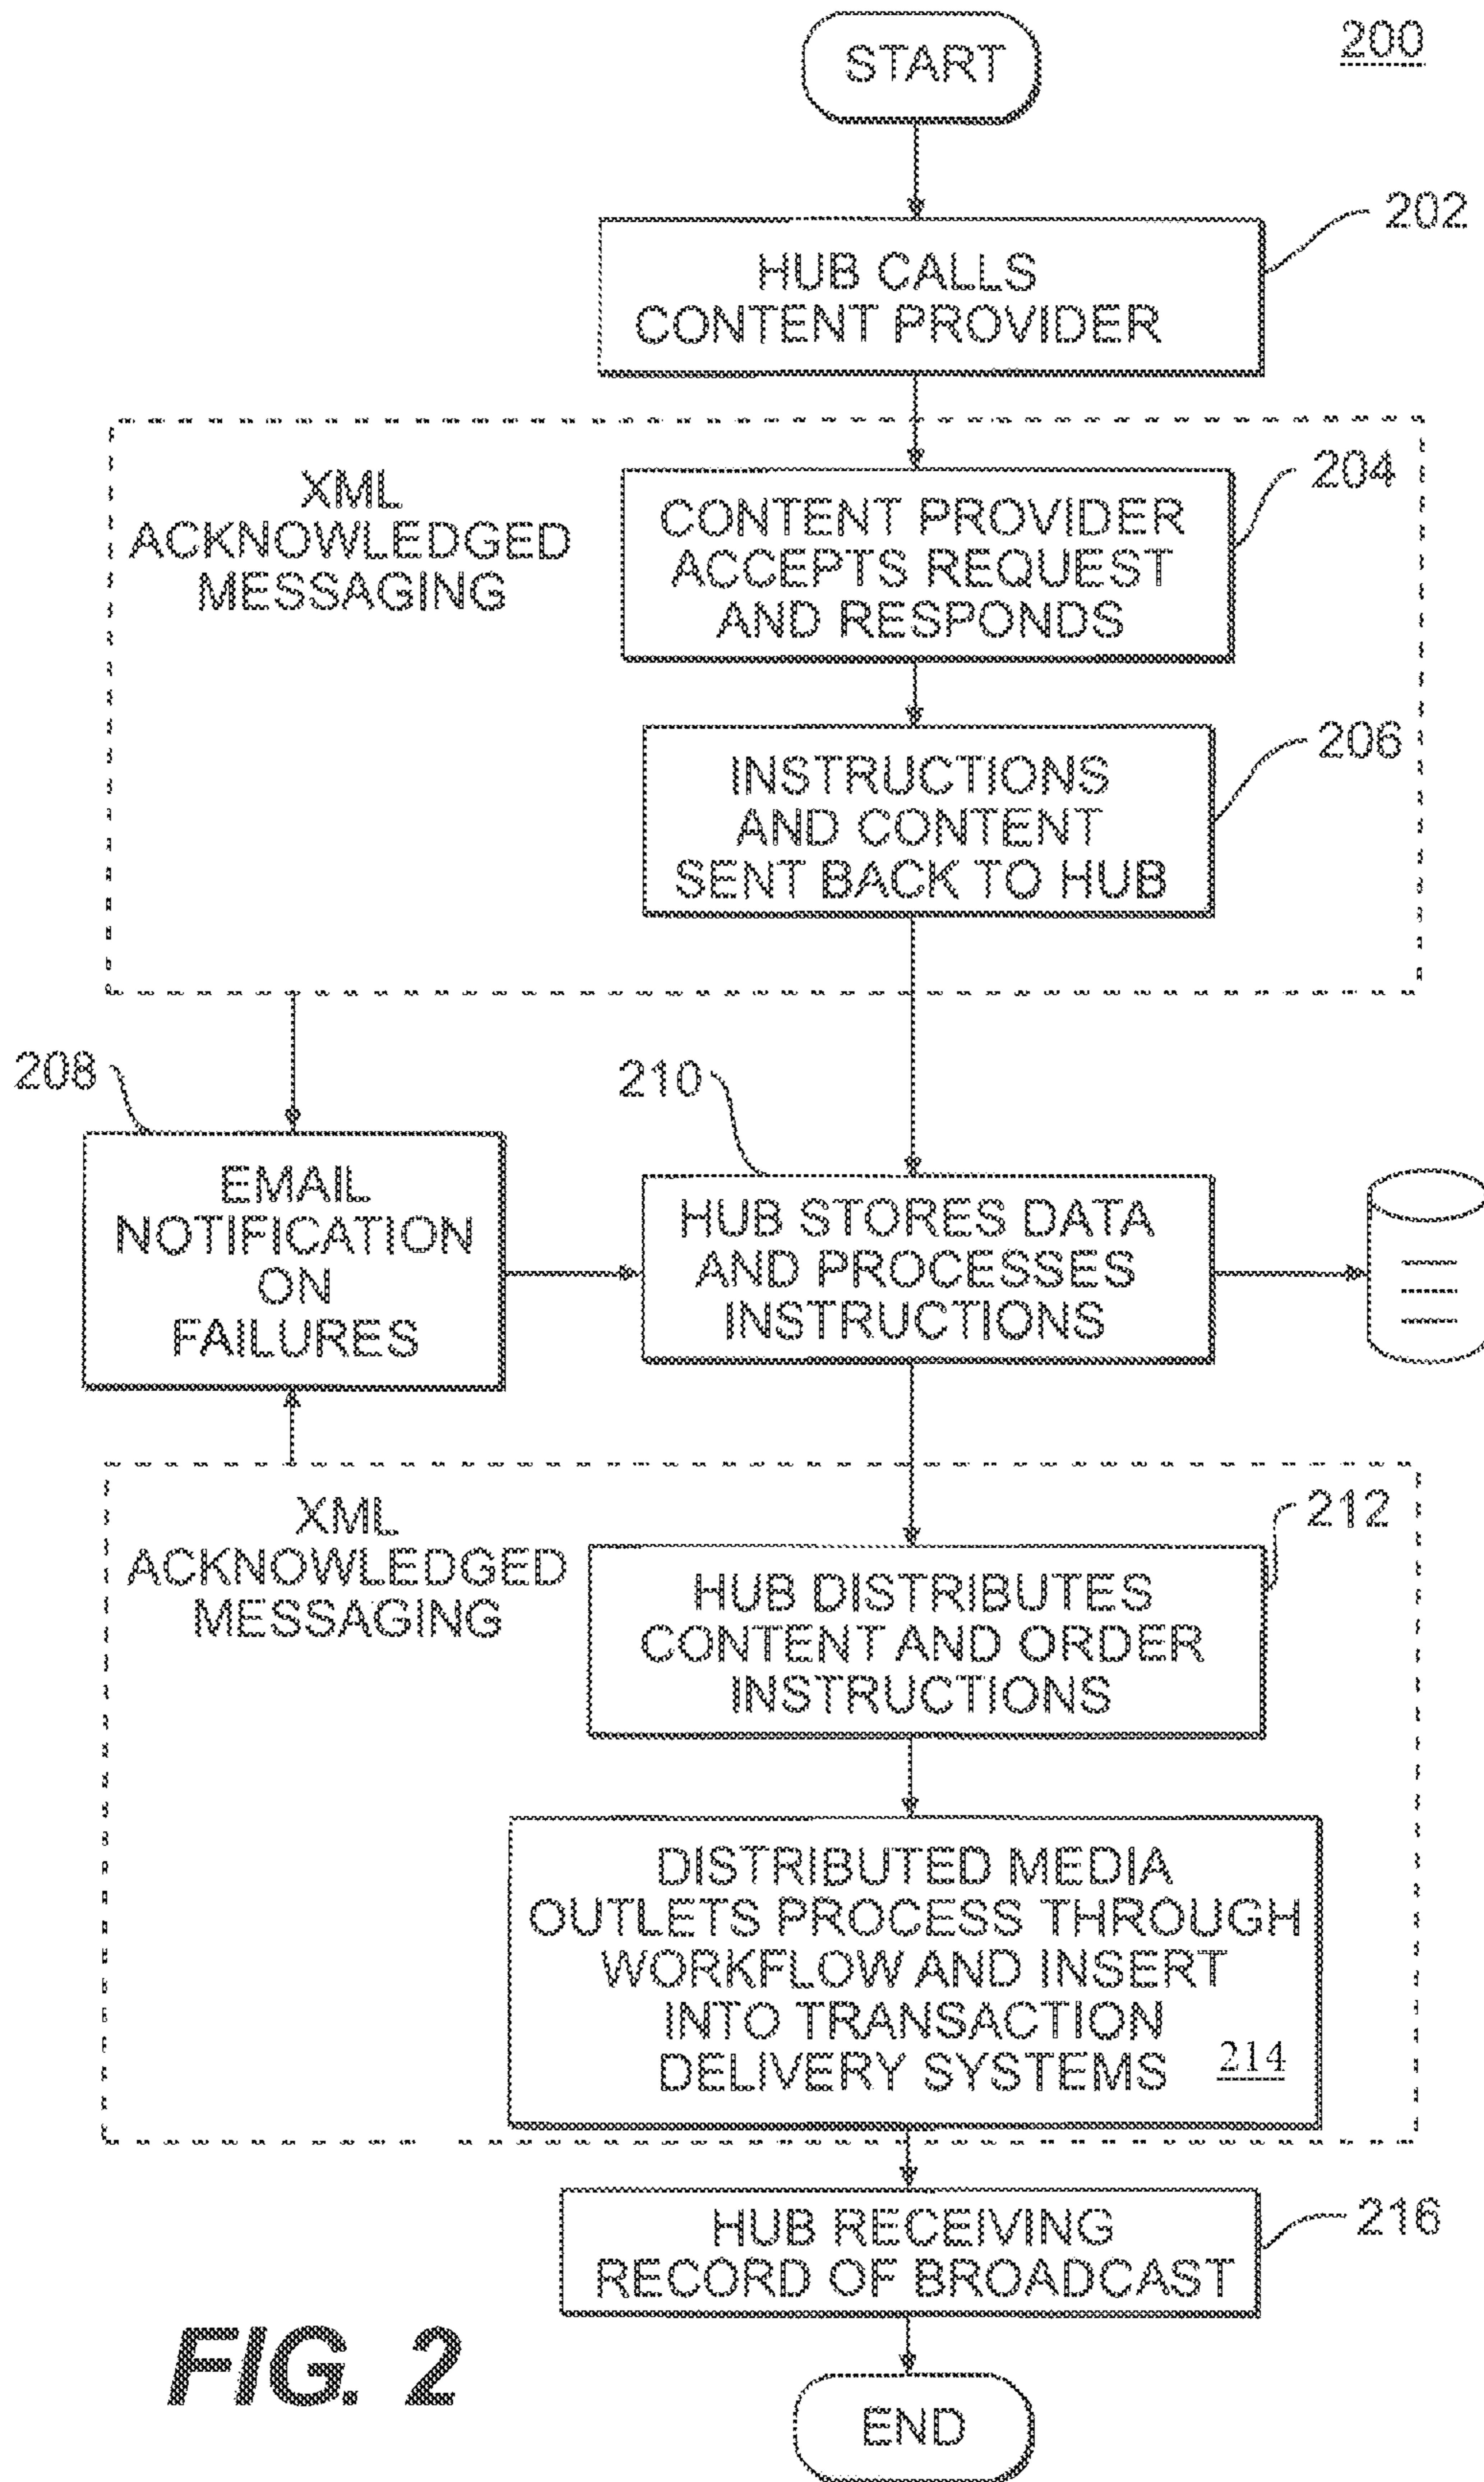 START
200
HUB CALLS
CONTENT PROVIDER
202
XML
ACKNOWLEDGED
MESSAGING
CONTENT PROVIDER
ACCEPTS REQUEST
AND RESPONDS
204
INSTRUCTIONS
AND CONTENT
SENT BACK TO HUB
206
208
EMAIL
NOTIFICATION
ON
FAILURES
210
HUB STORES DATA
AND PROCESSES
INSTRUCTIONS
XML
ACKNOWLEDGED
MESSAGING
HUB DISTRIBUTES
CONTENT AND ORDER
INSTRUCTIONS
212
DISTRIBUTED MEDIA
OUTLETS PROCESS THROUGH
WORKFLOW AND INSERT
INTO TRANSACTION
DELIVERY SYSTEMS
214
HUB RECEIVING
RECORD OF BROADCAST
216
END
FIG. 2